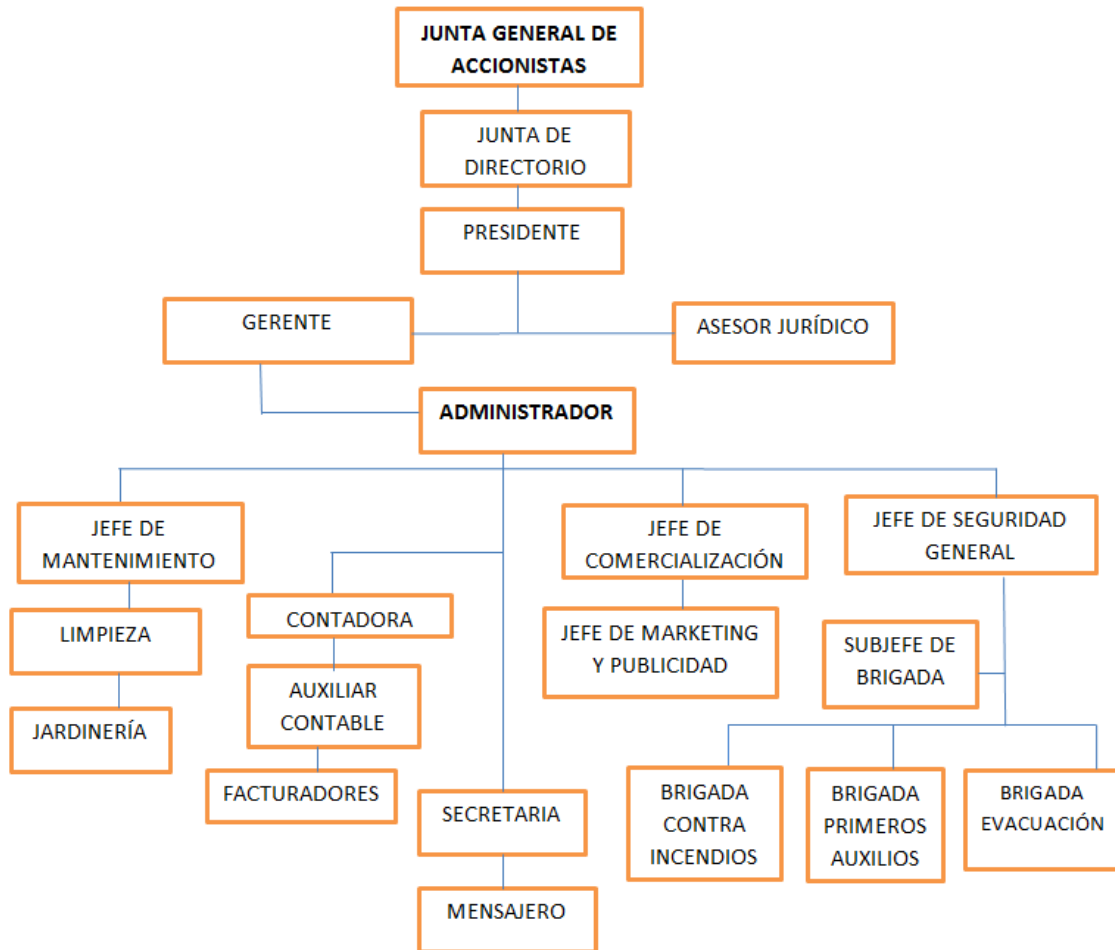 JUNTA GENERAL DE
ACCIONISTAS
JUNTA DE
DIRECTORIO
PRESIDENTE
GERENTE
ASESOR JURÍDICO
ADMINISTRADOR
JEFE DE
MANTENIMIENTO
JEFE DE
COMERCIALIZACIÓN
JEFE DE SEGURIDAD
GENERAL
LIMPIEZA
CONTADORA
JEFE DE MARKETING
Y PUBLICIDAD
SUBJEFE DE
BRIGADA
JARDINERÍA
AUXILIAR
CONTABLE
FACTURADORES
SECRETARIA
BRIGADA
CONTRA
INCENDIOS
BRIGADA
PRIMEROS
AUXILIOS
BRIGADA
EVACUACIÓN
MENSAJERO